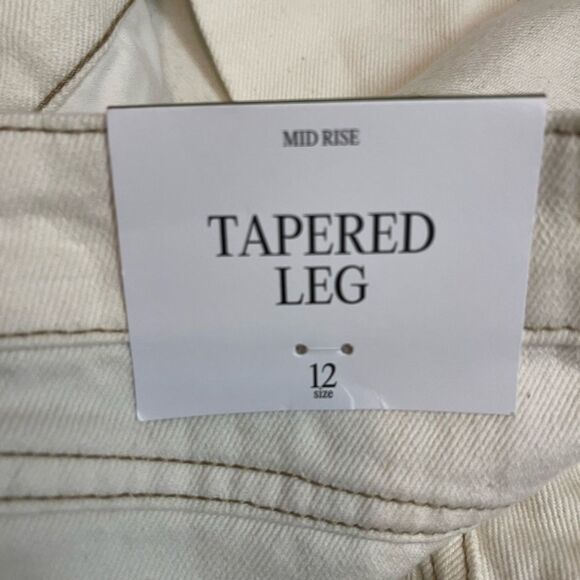 MID RISE
TAPERED
LEG
12
size